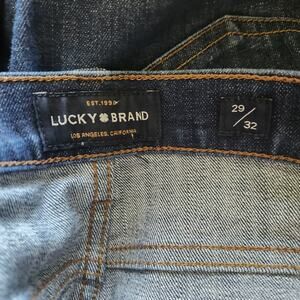 EST.1990
LUCKY BRAND
LOS ANGELES, CALIFORNIA
29/32